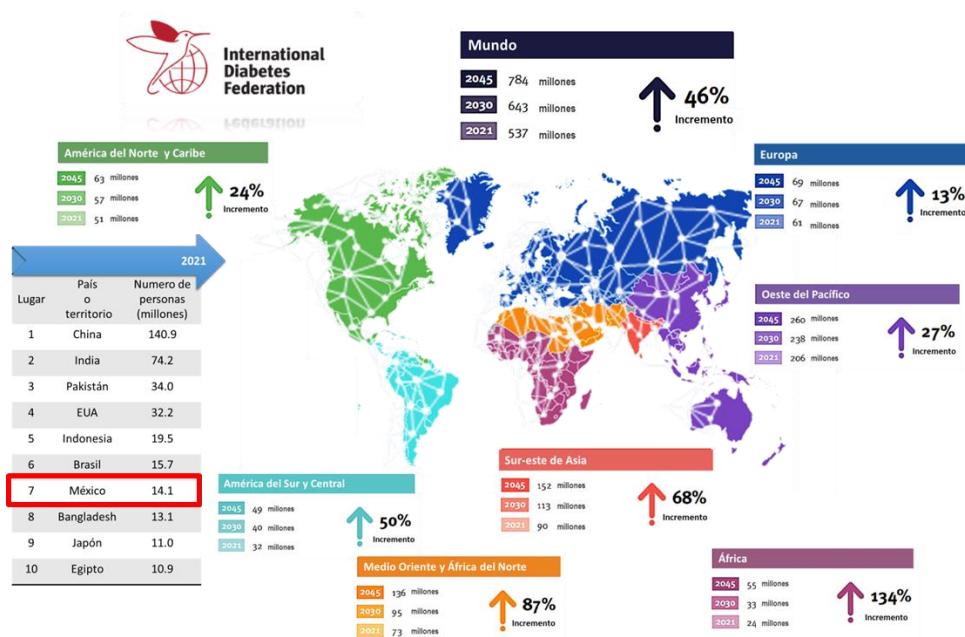 International
Diabetes
Federation
Mundo
2045 784 millones
2030 643 millones
2021 537 millones
46%
Incremento
América del Norte y Caribe
2045 63 millones
2030 57 millones
2021 51 millones
24%
Incremento
Europa
2045 69 millones
2030 67 millones
2021 61 millones
13%
Incremento
2021
Lugar País o territorio Numero de personas (millones)
1 China 140.9
2 India 74.2
3 Pakistán 34.0
4 EUA 32.2
5 Indonesia 19.5
6 Brasil 15.7
7 México 14.1
8 Bangladesh 13.1
9 Japón 11.0
10 Egipto 10.9
Oeste del Pacífico
2045 260 millones
2030 238 millones
2021 206 millones
27%
Incremento
América del Sur y Central
2045 49 millones
2030 40 millones
2021 32 millones
50%
Incremento
Sur-este de Asia
2045 152 millones
2030 113 millones
2021 90 millones
68%
Incremento
Medio Oriente y África del Norte
2045 136 millones
2030 95 millones
2021 73 millones
87%
Incremento
África
2045 55 millones
2030 33 millones
2021 24 millones
134%
Incremento